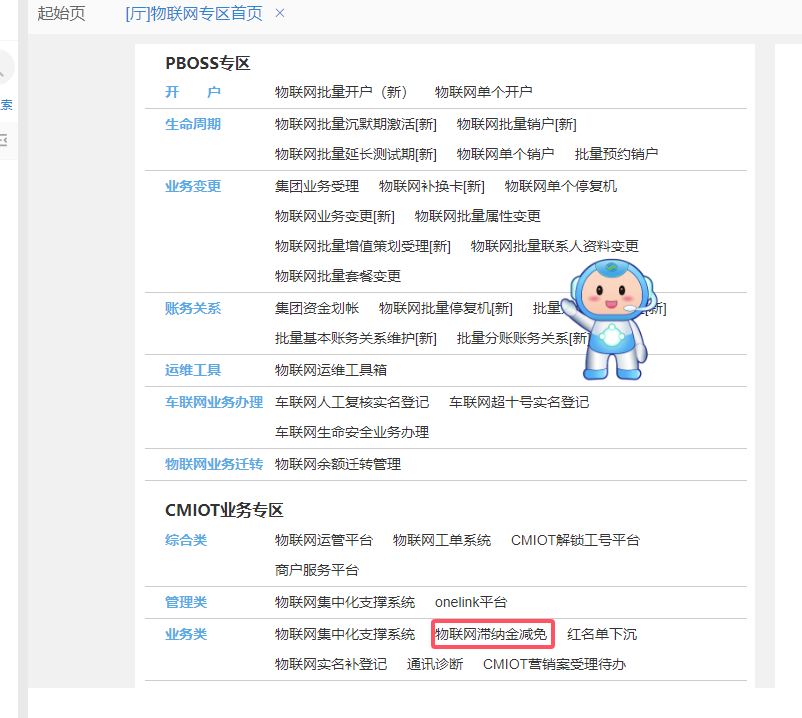 起始页 [厅]物联网专区首页 ×
索
PBOSS专区
开 户 物联网批量开户（新） 物联网单个开户
生命周期 物联网批量沉默期激活[新] 物联网批量销户[新]
物联网批量延长测试期[新] 物联网单个销户 批量预约销户
业务变更 集团业务受理 物联网补换卡[新] 物联网单个停复机
物联网业务变更[新] 物联网批量属性变更
物联网批量增值策划受理[新] 物联网批量联系人资料变更
物联网批量套餐变更
账务关系 集团资金划帐 物联网批量停复机[新] 批量 新]
批量基本账务关系维护[新] 批量分账账务关系[新
运维工具 物联网运维工具箱
车联网业务办理 车联网人工复核实名登记 车联网超十号实名登记
车联网生命安全业务办理
物联网业务迁转 物联网余额迁转管理
CMIOT业务专区
综合类 物联网运管平台 物联网工单系统 CMIOT解锁工号平台
商户服务平台
管理类 物联网集中化支撑系统 onelink平台
业务类 物联网集中化支撑系统 物联网滞纳金减免 红名单下沉
物联网实名补登记 通讯诊断 CMIOT营销案受理待办